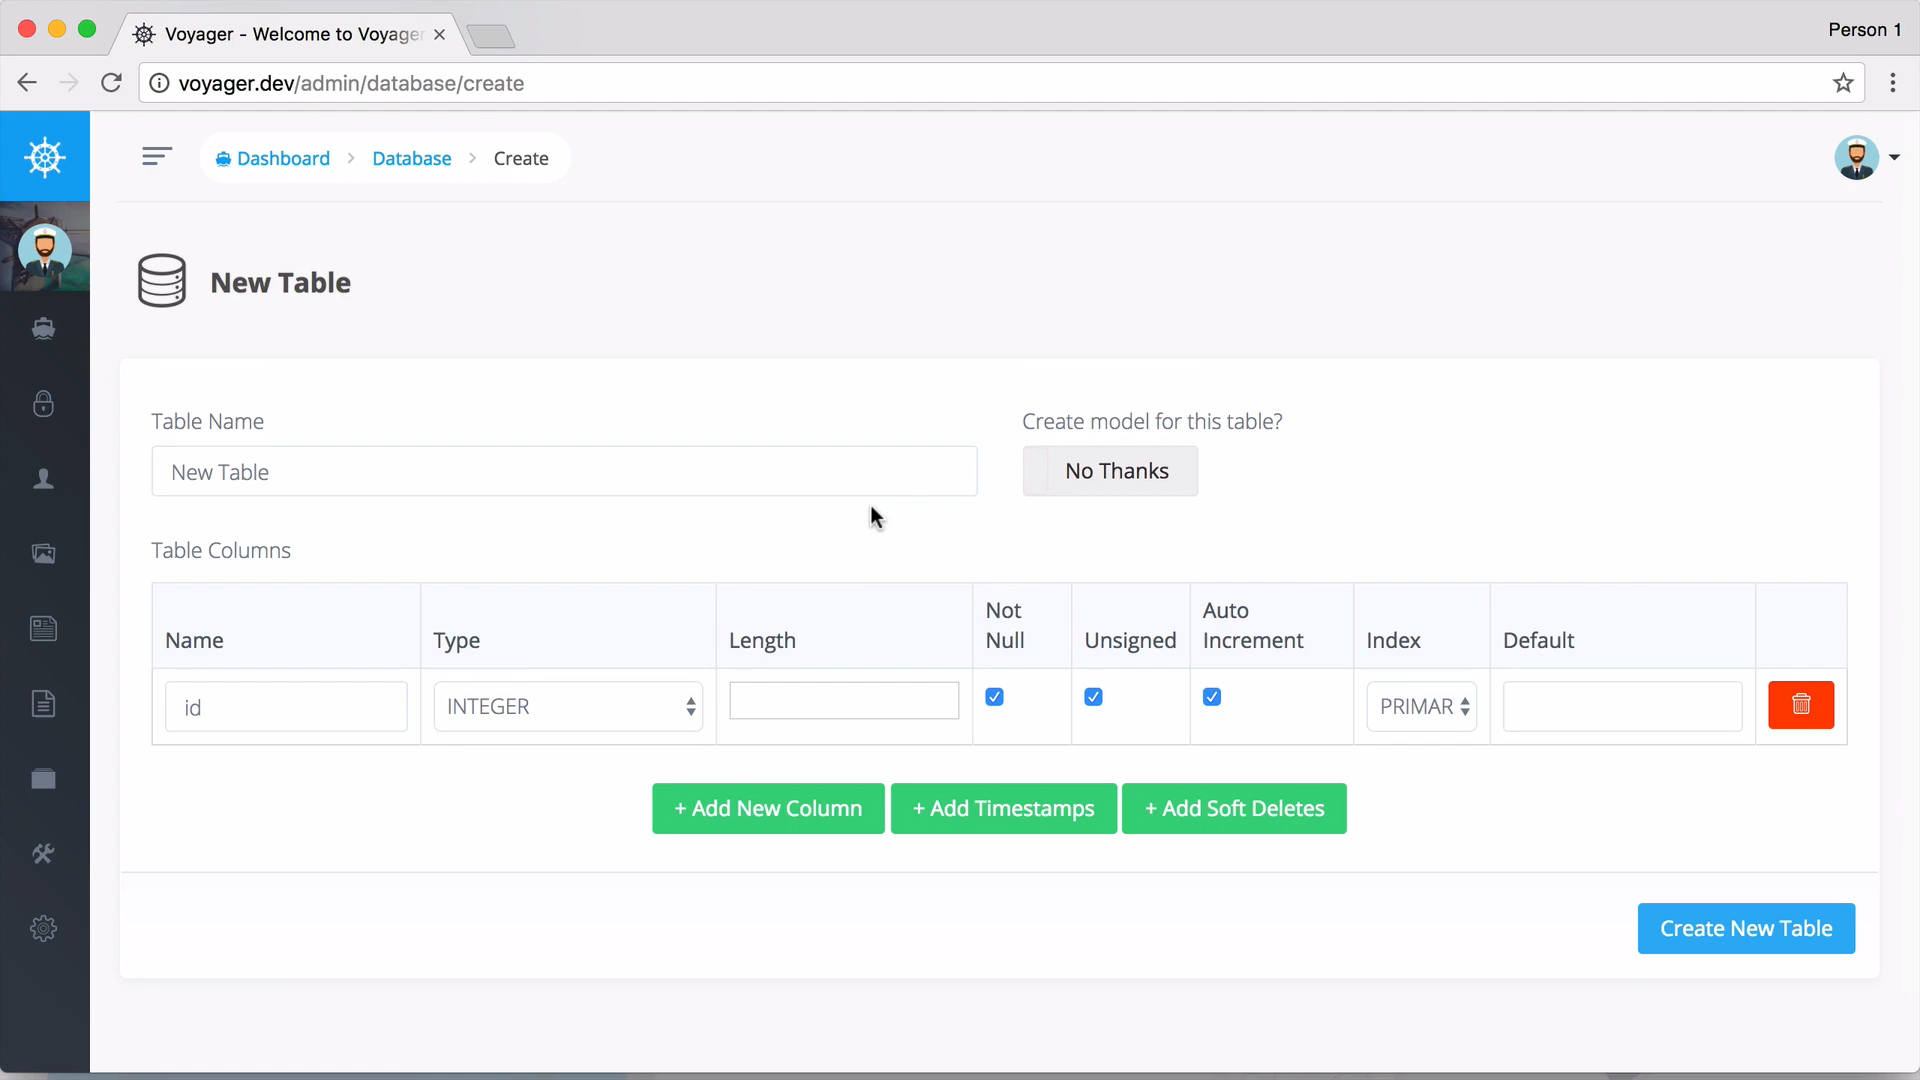 Voyager - Welcome to Voyager
Person 1
voyager.dev/admin/database/create
Dashboard > Database > Create
New Table
Table Name
Create model for this table?
New Table
No Thanks
Table Columns
Name Type Length Not Null Unsigned Auto Increment Index Default
id INTEGER PRIMAR
+ Add New Column + Add Timestamps + Add Soft Deletes
Create New Table